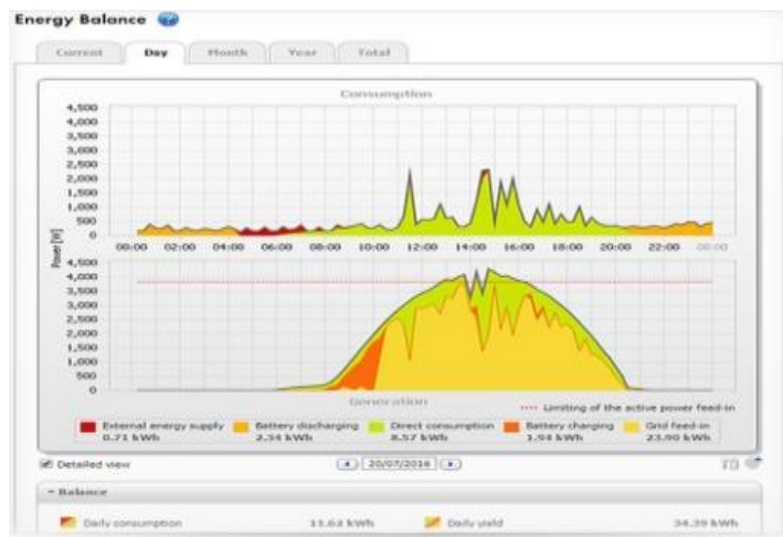 Energy Balance
Current Day Month Year Total
Consumption
4,500
4,000
3,500
3,000
2,500
2,000
1,500
1,000
500
0
00:00 02:00 04:00 06:00 08:00 10:00 12:00 14:00 16:00 18:00 20:00 22:00 00:00
Power [W]
4,500
4,000
3,500
3,000
2,500
2,000
1,500
1,000
500
0
Generation
Limiting of the active power feed-in
External energy supply Battery discharging Direct consumption Battery charging Grid feed-in
0.71 kWh 2.34 kWh 8.57 kWh 1.94 kWh 23.90 kWh
Detailed view 20/07/2016
Balance
Daily consumption 11.62 kWh Daily yield 34.39 kWh